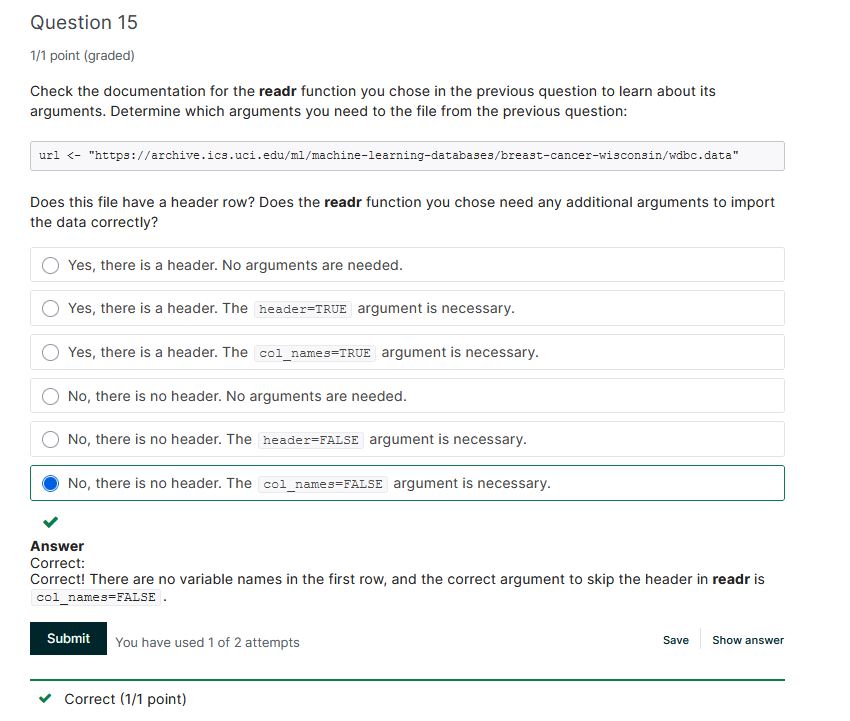 Question 15
1/1 point (graded)
Check the documentation for the readr function you chose in the previous question to learn about its
arguments. Determine which arguments you need to the file from the previous question:
url <- "https://archive.ics.uci.edu/ml/machine-learning-databases/breast-cancer-wisconsin/wdbc.data"
Does this file have a header row? Does the readr function you chose need any additional arguments to import
the data correctly?
Yes, there is a header. No arguments are needed.
Yes, there is a header. The header=TRUE argument is necessary.
Yes, there is a header. The col_names=TRUE argument is necessary.
No, there is no header. No arguments are needed.
No, there is no header. The header=FALSE argument is necessary.
No, there is no header. The col_names=FALSE argument is necessary.
Answer
Correct:
Correct! There are no variable names in the first row, and the correct argument to skip the header in readr is
col_names=FALSE .
Submit You have used 1 of 2 attempts Save Show answer
Correct (1/1 point)